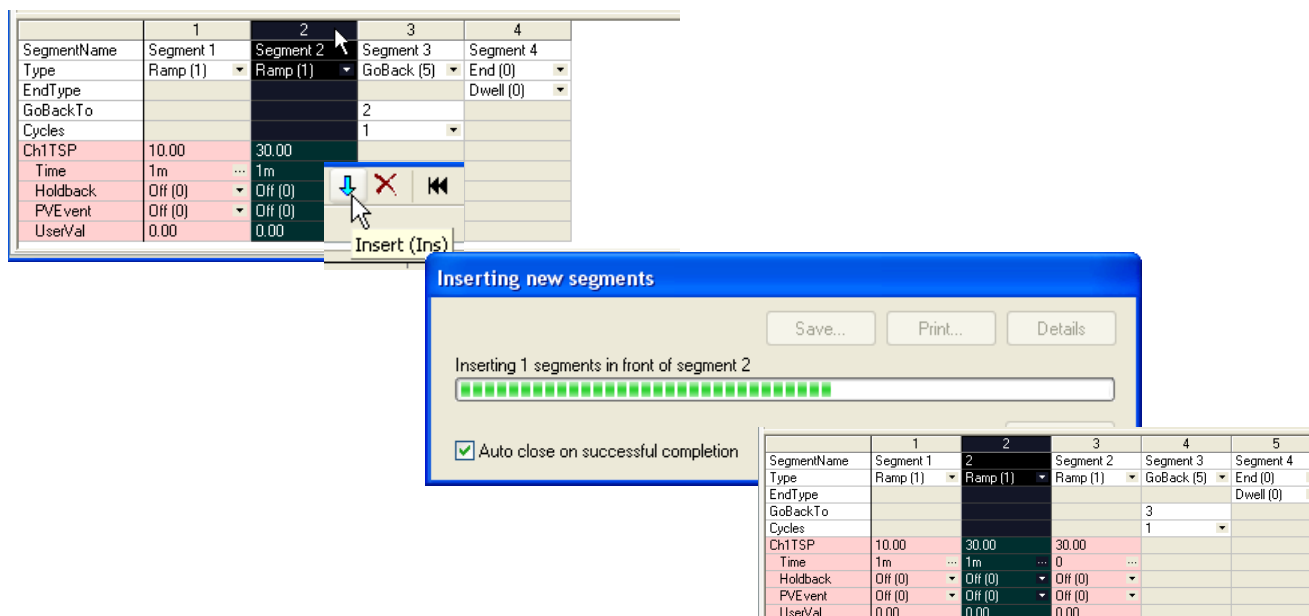 1 2 3 4
SegmentName Segment 1 Segment 2 Segment 3 Segment 4
Type Ramp (1) Ramp (1) GoBack (5) End (0)
EndType Dwell (0)
GoBackTo 2
Cycles 1
Ch1TSP 10.00 30.00
Time 1m ... 1m
Holdback Off (0) Off (0)
PVEvent Off (0) Off (0)
UserVal 0.00 0.00
Insert (Ins)
Inserting new segments
Save... Print... Details
Inserting 1 segments in front of segment 2
Auto close on successful completion
1 2 3 4 5
SegmentName Segment 1 2 Segment 2 Segment 3 Segment 4
Type Ramp (1) Ramp (1) Ramp (1) GoBack (5) End (0)
EndType Dwell (0)
GoBackTo 3
Cycles 1
Ch1TSP 10.00 30.00 30.00
Time 1m ... 1m ... 0 ...
Holdback Off (0) Off (0) Off (0)
PVEvent Off (0) Off (0) Off (0)
UserVal 0.00 0.00 0.00